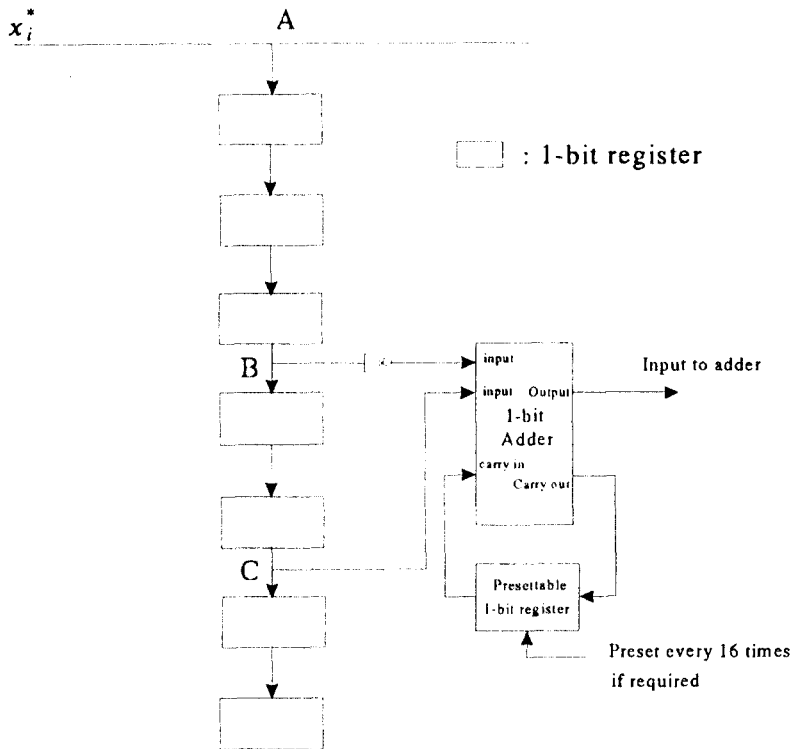 x_i^*
A
: 1-bit register
B
input
input
Output
1-bit
Adder
carry in
Carry out
Input to adder
C
Presettable
1-bit register
Preset every 16 times
if required